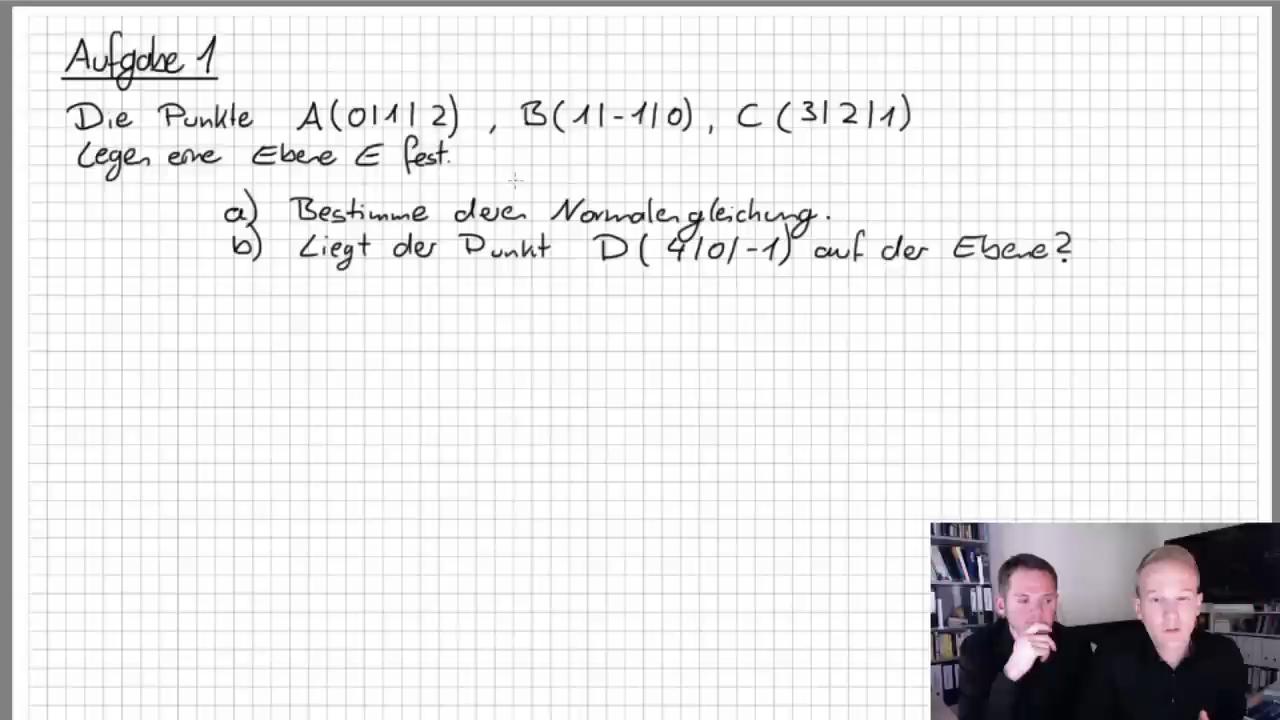 Aufgabe 1
Die Punkte A(0|1|2), B(1|-1|0), C(3|2|1)
legen eine Ebene E fest.
a) Bestimme deren Normalengleichung.
b) Liegt der Punkt D(4|0|-1) auf der Ebene?